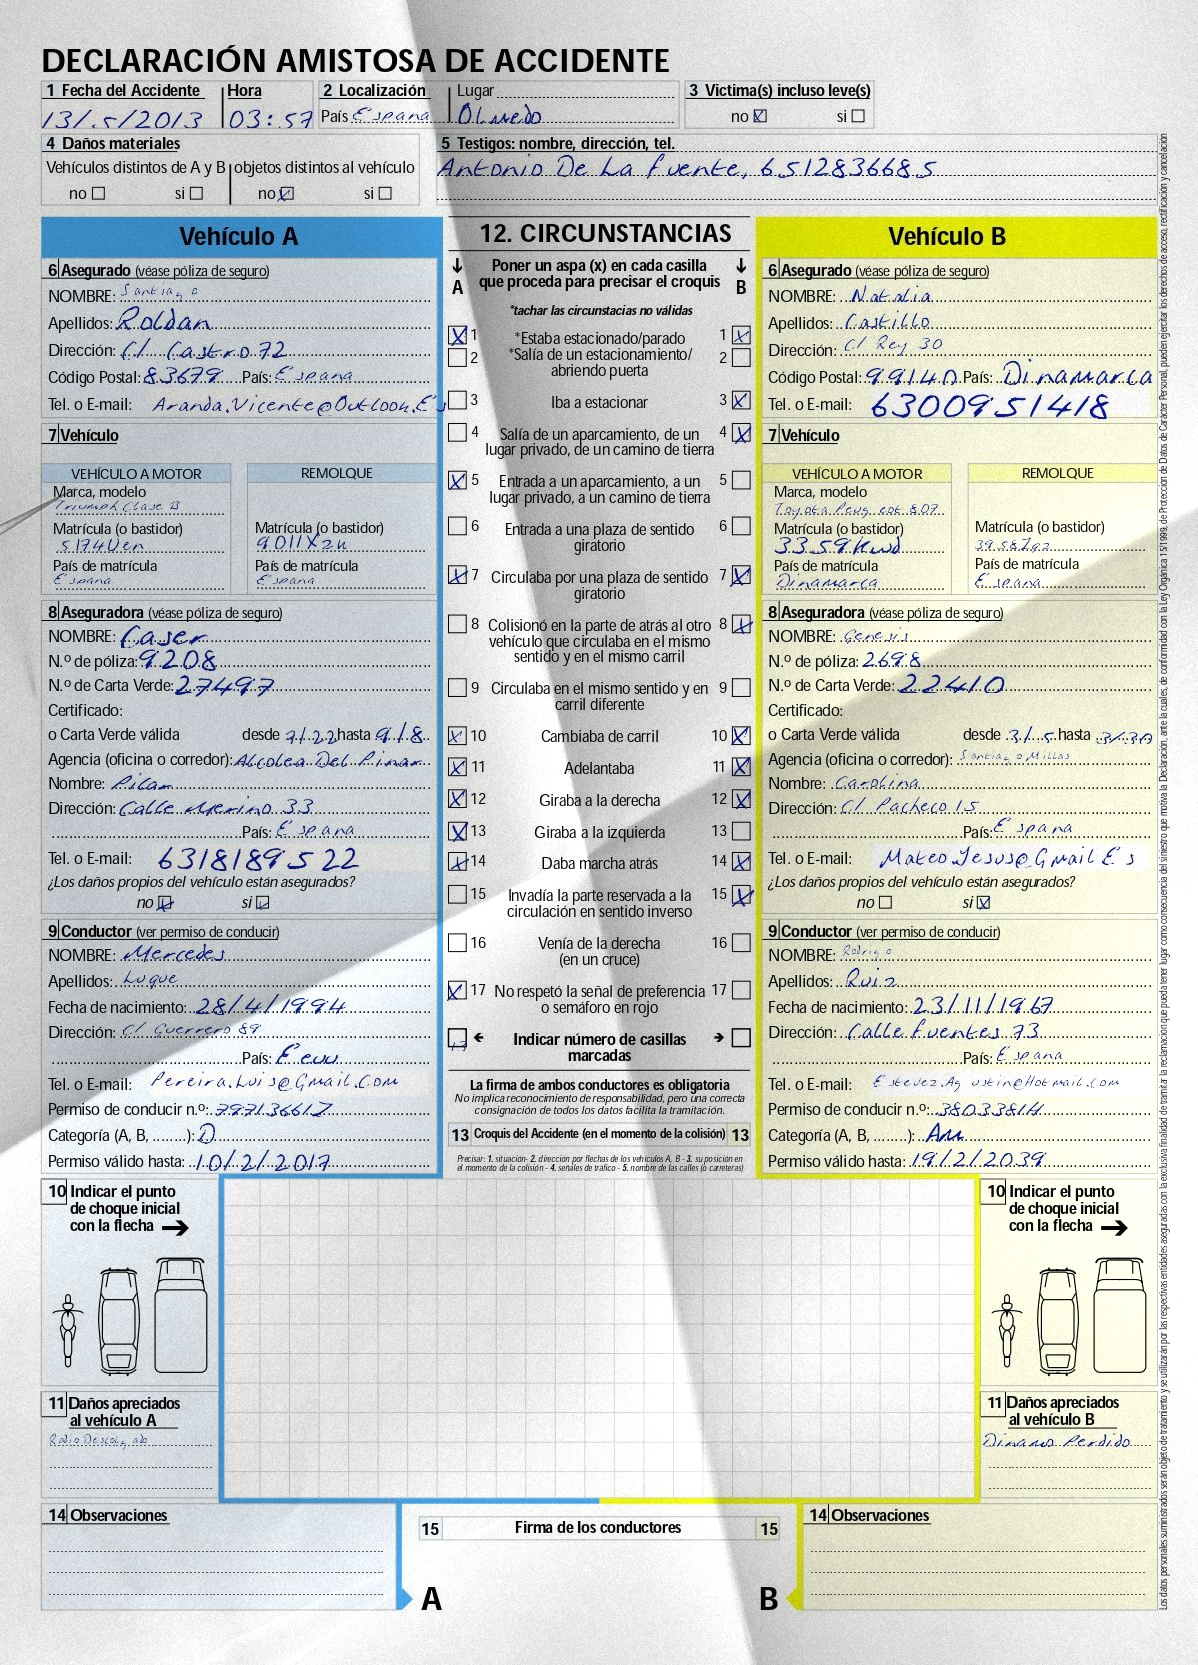 DECLARACIÓN AMISTOSA DE ACCIDENTE
1 Fecha del Accidente Hora 2 Localización Lugar 3 Victima(s) incluso leve(s)
13/5/2013 03:57 País España Olmedo no si
4 Daños materiales 5 Testigos: nombre, dirección, tel.
Vehículos distintos de A y B objetos distintos al vehículo Antonio De La Fuente, 6512836685
no si no si
Vehículo A
6 Asegurado (véase póliza de seguro)
NOMBRE: Santiago
Apellidos: Roldan
Dirección: C/ Castro 72
Código Postal: 83679 País: España
Tel. o E-mail: Aranda.Vicente@Outlook.Es
7 Vehículo
VEHÍCULO A MOTOR REMOLQUE
Marca, modelo
Triumph Clase B
Matrícula (o bastidor) Matrícula (o bastidor)
5174Uen 9011Xzu
País de matrícula País de matrícula
España España
8 Aseguradora (véase póliza de seguro)
NOMBRE: Caser
N.º de póliza: 9208
N.º de Carta Verde: 27497
Certificado:
o Carta Verde válida desde 7/22 hasta 9/8
Agencia (oficina o corredor): Alcolea Del Pinar
Nombre: Pilar
Dirección: Calle Merino 33
País: España
Tel. o E-mail: 6318189522
¿Los daños propios del vehículo están asegurados?
no si
9 Conductor (ver permiso de conducir)
NOMBRE: Mercedes
Apellidos: Luque
Fecha de nacimiento: 28/4/1994
Dirección: C/ Guerrero 89
País: Eeuu
Tel. o E-mail: Pereira.Luis@Gmail.Com
Permiso de conducir n.º: 79713661Z
Categoría (A, B, ........): D
Permiso válido hasta: 10/2/2017
12. CIRCUNSTANCIAS
A Poner un aspa (x) en cada casilla B
que proceda para precisar el croquis
*tachar las circunstacias no válidas
1 *Estaba estacionado/parado 1
2 *Salía de un estacionamiento/ 2
abriendo puerta
3 Iba a estacionar 3
4 Salía de un aparcamiento, de un 4
lugar privado, de un camino de tierra
5 Entrada a un aparcamiento, a un 5
lugar privado, a un camino de tierra
6 Entrada a una plaza de sentido 6
giratorio
7 Circulaba por una plaza de sentido 7
giratorio
8 Colisionó en la parte de atrás al otro 8
vehículo que circulaba en el mismo
sentido y en el mismo carril
9 Circulaba en el mismo sentido y en 9
carril diferente
10 Cambiaba de carril 10
11 Adelantaba 11
12 Giraba a la derecha 12
13 Giraba a la izquierda 13
14 Daba marcha atrás 14
15 Invadía la parte reservada a la 15
circulación en sentido inverso
16 Venía de la derecha 16
(en un cruce)
17 No respetó la señal de preferencia 17
o semáforo en rojo
Indicar número de casillas
marcadas
La firma de ambos conductores es obligatoria
No implica reconocimiento de responsabilidad, pero una correcta
consignación de todos los datos facilita la tramitación.
13 Croquis del Accidente (en el momento de la colisión) 13
Precisar: 1. situación- 2. dirección por flechas de los vehículos A, B - 3. su posición en
el momento de la colisión - 4. señales de tráfico - 5. nombre de las calles (o carreteras)
Vehículo B
6 Asegurado (véase póliza de seguro)
NOMBRE: Natalia
Apellidos: Castillo
Dirección: C/ Rey 30
Código Postal: 99140 País: Dinamarca
Tel. o E-mail: 6300951418
7 Vehículo
VEHÍCULO A MOTOR REMOLQUE
Marca, modelo
Toyota Peugeot 807
Matrícula (o bastidor) Matrícula (o bastidor)
3359Kwd 3958Zgz
País de matrícula País de matrícula
Dinamarca España
8 Aseguradora (véase póliza de seguro)
NOMBRE: Genesis
N.º de póliza: 2698
N.º de Carta Verde: 22410
Certificado:
o Carta Verde válida desde 31/5 hasta 3/30
Agencia (oficina o corredor): Santiago Millas
Nombre: Carolina
Dirección: C/ Pacheco 15
País: España
Tel. o E-mail: Mateo.Jesus@Gmail.Es
¿Los daños propios del vehículo están asegurados?
no si
9 Conductor (ver permiso de conducir)
NOMBRE: Rodrigo
Apellidos: Ruiz
Fecha de nacimiento: 23/11/1967
Dirección: Calle Fuentes 73
País: España
Tel. o E-mail: Estevez.Agustin@Hotmail.Com
Permiso de conducir n.º: 3803381H
Categoría (A, B, ........): Am
Permiso válido hasta: 19/2/2039
10 Indicar el punto
de choque inicial
con la flecha
11 Daños apreciados
al vehículo A
Radio Descolgado
10 Indicar el punto
de choque inicial
con la flecha
11 Daños apreciados
al vehículo B
Dinamo Perdido
14 Observaciones
15 Firma de los conductores 15
A B
14 Observaciones
Los datos personales suministrados serán objeto de tratamiento y se utilizarán por las respectivas entidades aseguradas con la exclusiva finalidad de tramitar la reclamación que pueda tener lugar como consecuencia del siniestro que motiva la Declaración, ante la cuales, de conformidad con la Ley Orgánica 15/1999, de Protección de Datos de Carácter Personal, pueden ejercitar los derechos de acceso, rectificación y cancelación